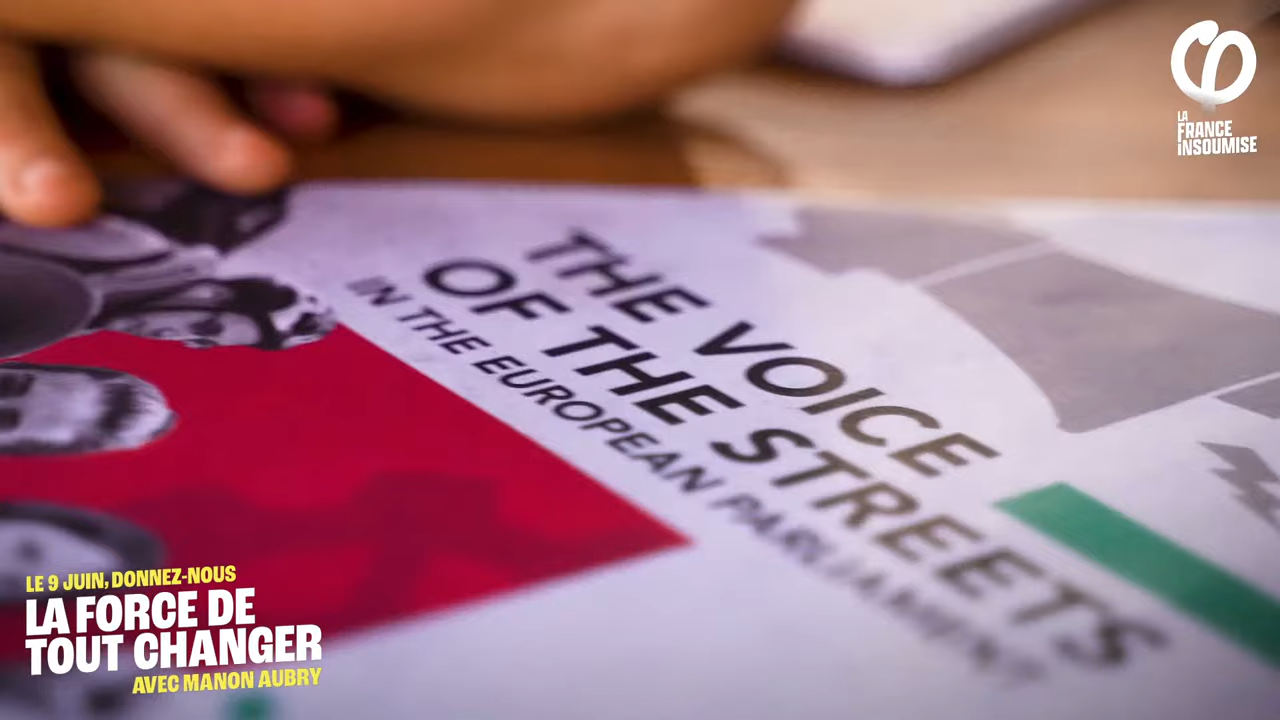 LA
FRANCE
INSOUMISE
THE VOICE
OF THE STREETS
IN THE EUROPEAN PARLIAMENT
LE 9 JUIN, DONNEZ-NOUS
LA FORCE DE
TOUT CHANGER
AVEC MANON AUBRY